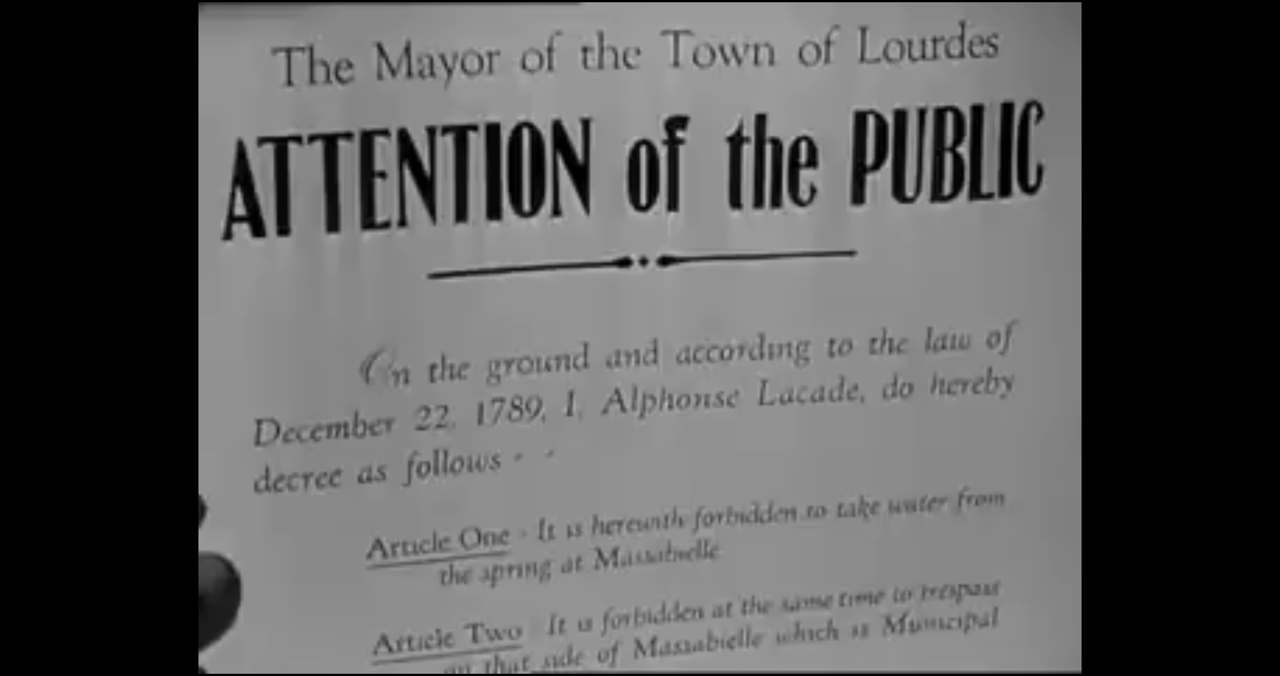 The Mayor of the Town of Lourdes
ATTENTION of the PUBLIC
On the ground and according to the law of
December 22, 1789, I, Alphonse Lacade, do hereby
decree as follows - -
Article One - It is herewith forbidden to take water from
the spring at Massabielle
Article Two It is forbidden at the same time to trespass
on that side of Massabielle which is Municipal